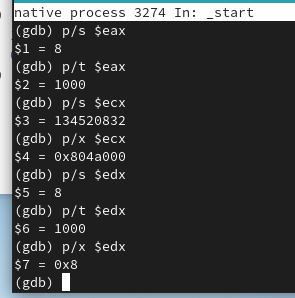 native process 3274 In: _start
(gdb) p/s $eax
$1 = 8
(gdb) p/t $eax
$2 = 1000
(gdb) p/s $ecx
$3 = 134520832
(gdb) p/x $ecx
$4 = 0x804a000
(gdb) p/s $edx
$5 = 8
(gdb) p/t $edx
$6 = 1000
(gdb) p/x $edx
$7 = 0x8
(gdb)